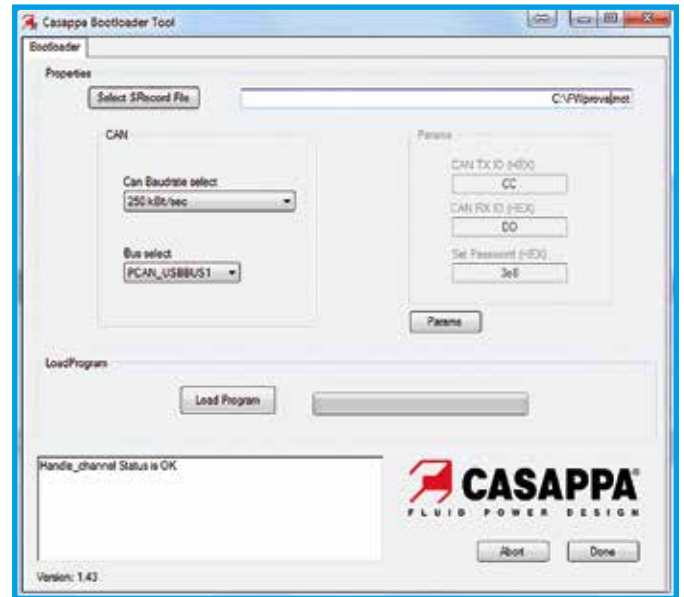 Casappa Bootloader Tool
Bootloader
Properties
Select SRecord File
C:\FW\prova.mot
CAN
Can Baudrate select
250 kBit/sec
Bus select
PCAN_USBBUS1
Params
CAN TX ID (HEX)
CC
CAN RX ID (HEX)
DD
Set Password (HEX)
3e8
Params
LoadProgram
Load Program
Handle_channel Status is OK
CASAPPA
FLUID POWER DESIGN
Abort
Done
Version: 1.43